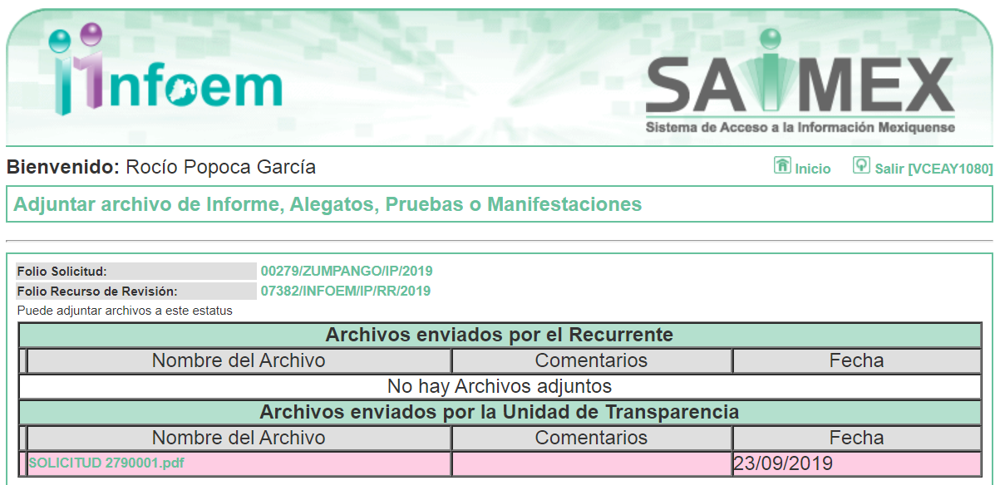 infoem
SAIMEX
Sistema de Acceso a la Información Mexiquense
Bienvenido: Rocío Popoca García
Inicio
Salir [VCEAY1080]
Adjuntar archivo de Informe, Alegatos, Pruebas o Manifestaciones
Folio Solicitud: 00279/ZUMPANGO/IP/2019
Folio Recurso de Revisión: 07382/INFOEM/IP/RR/2019
Puede adjuntar archivos a este estatus
Archivos enviados por el Recurrente
Nombre del Archivo Comentarios Fecha
No hay Archivos adjuntos
Archivos enviados por la Unidad de Transparencia
Nombre del Archivo Comentarios Fecha
SOLICITUD 2790001.pdf 23/09/2019